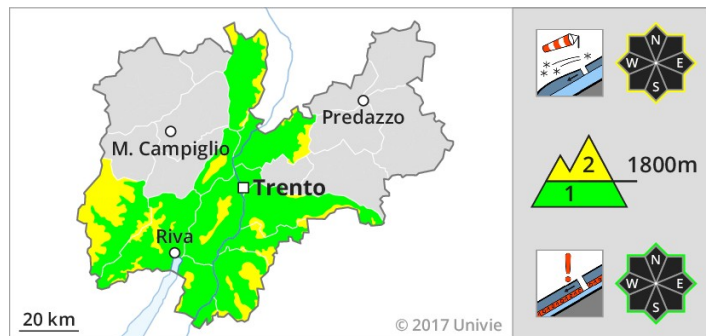 M. Campiglio
Predazzo
Trento
Riva
20 km
© 2017 Univie
N
W E
S
2 1800m
1
N
W E
S